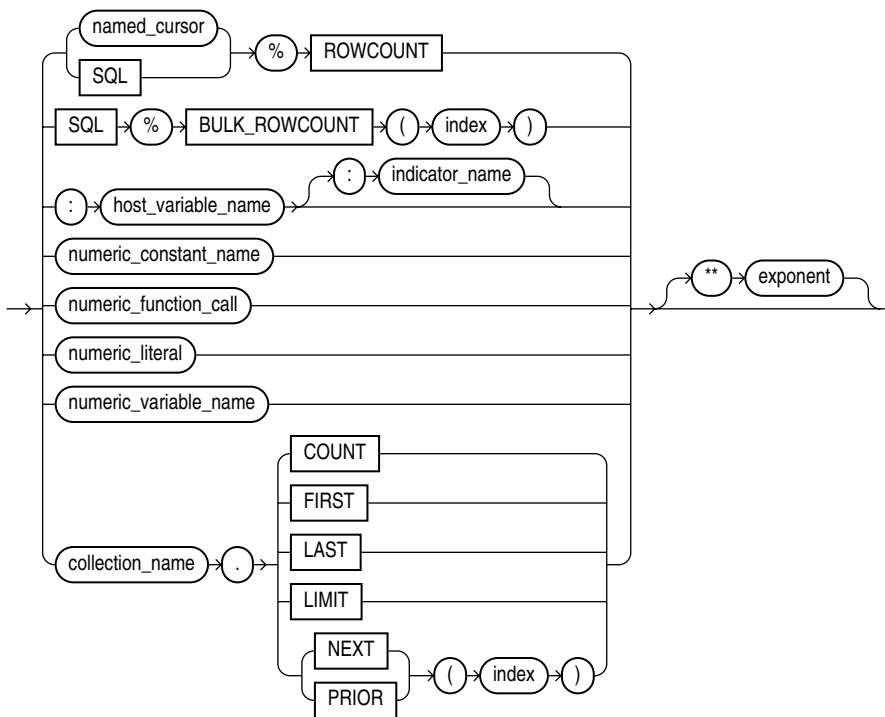 named_cursor
% ROWCOUNT
SQL
SQL % BULK_ROWCOUNT ( index )
: indicator_name
: host_variable_name
numeric_constant_name
** exponent
numeric_function_call
numeric_literal
numeric_variable_name
COUNT
FIRST
collection_name . LAST
LIMIT
NEXT
( index )
PRIOR